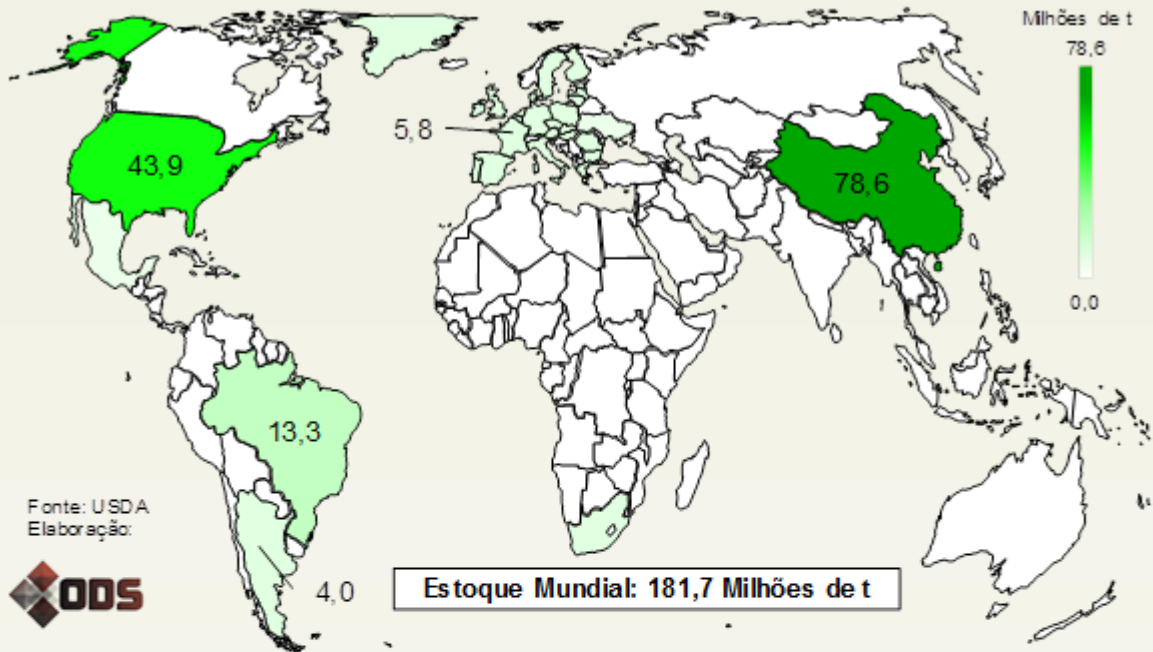 Milhões de t
78,6
5,8
43,9
78,6
0,0
13,3
Fonte: USDA
Elaboração:
ODS
4,0
Estoque Mundial: 181,7 Milhões de t